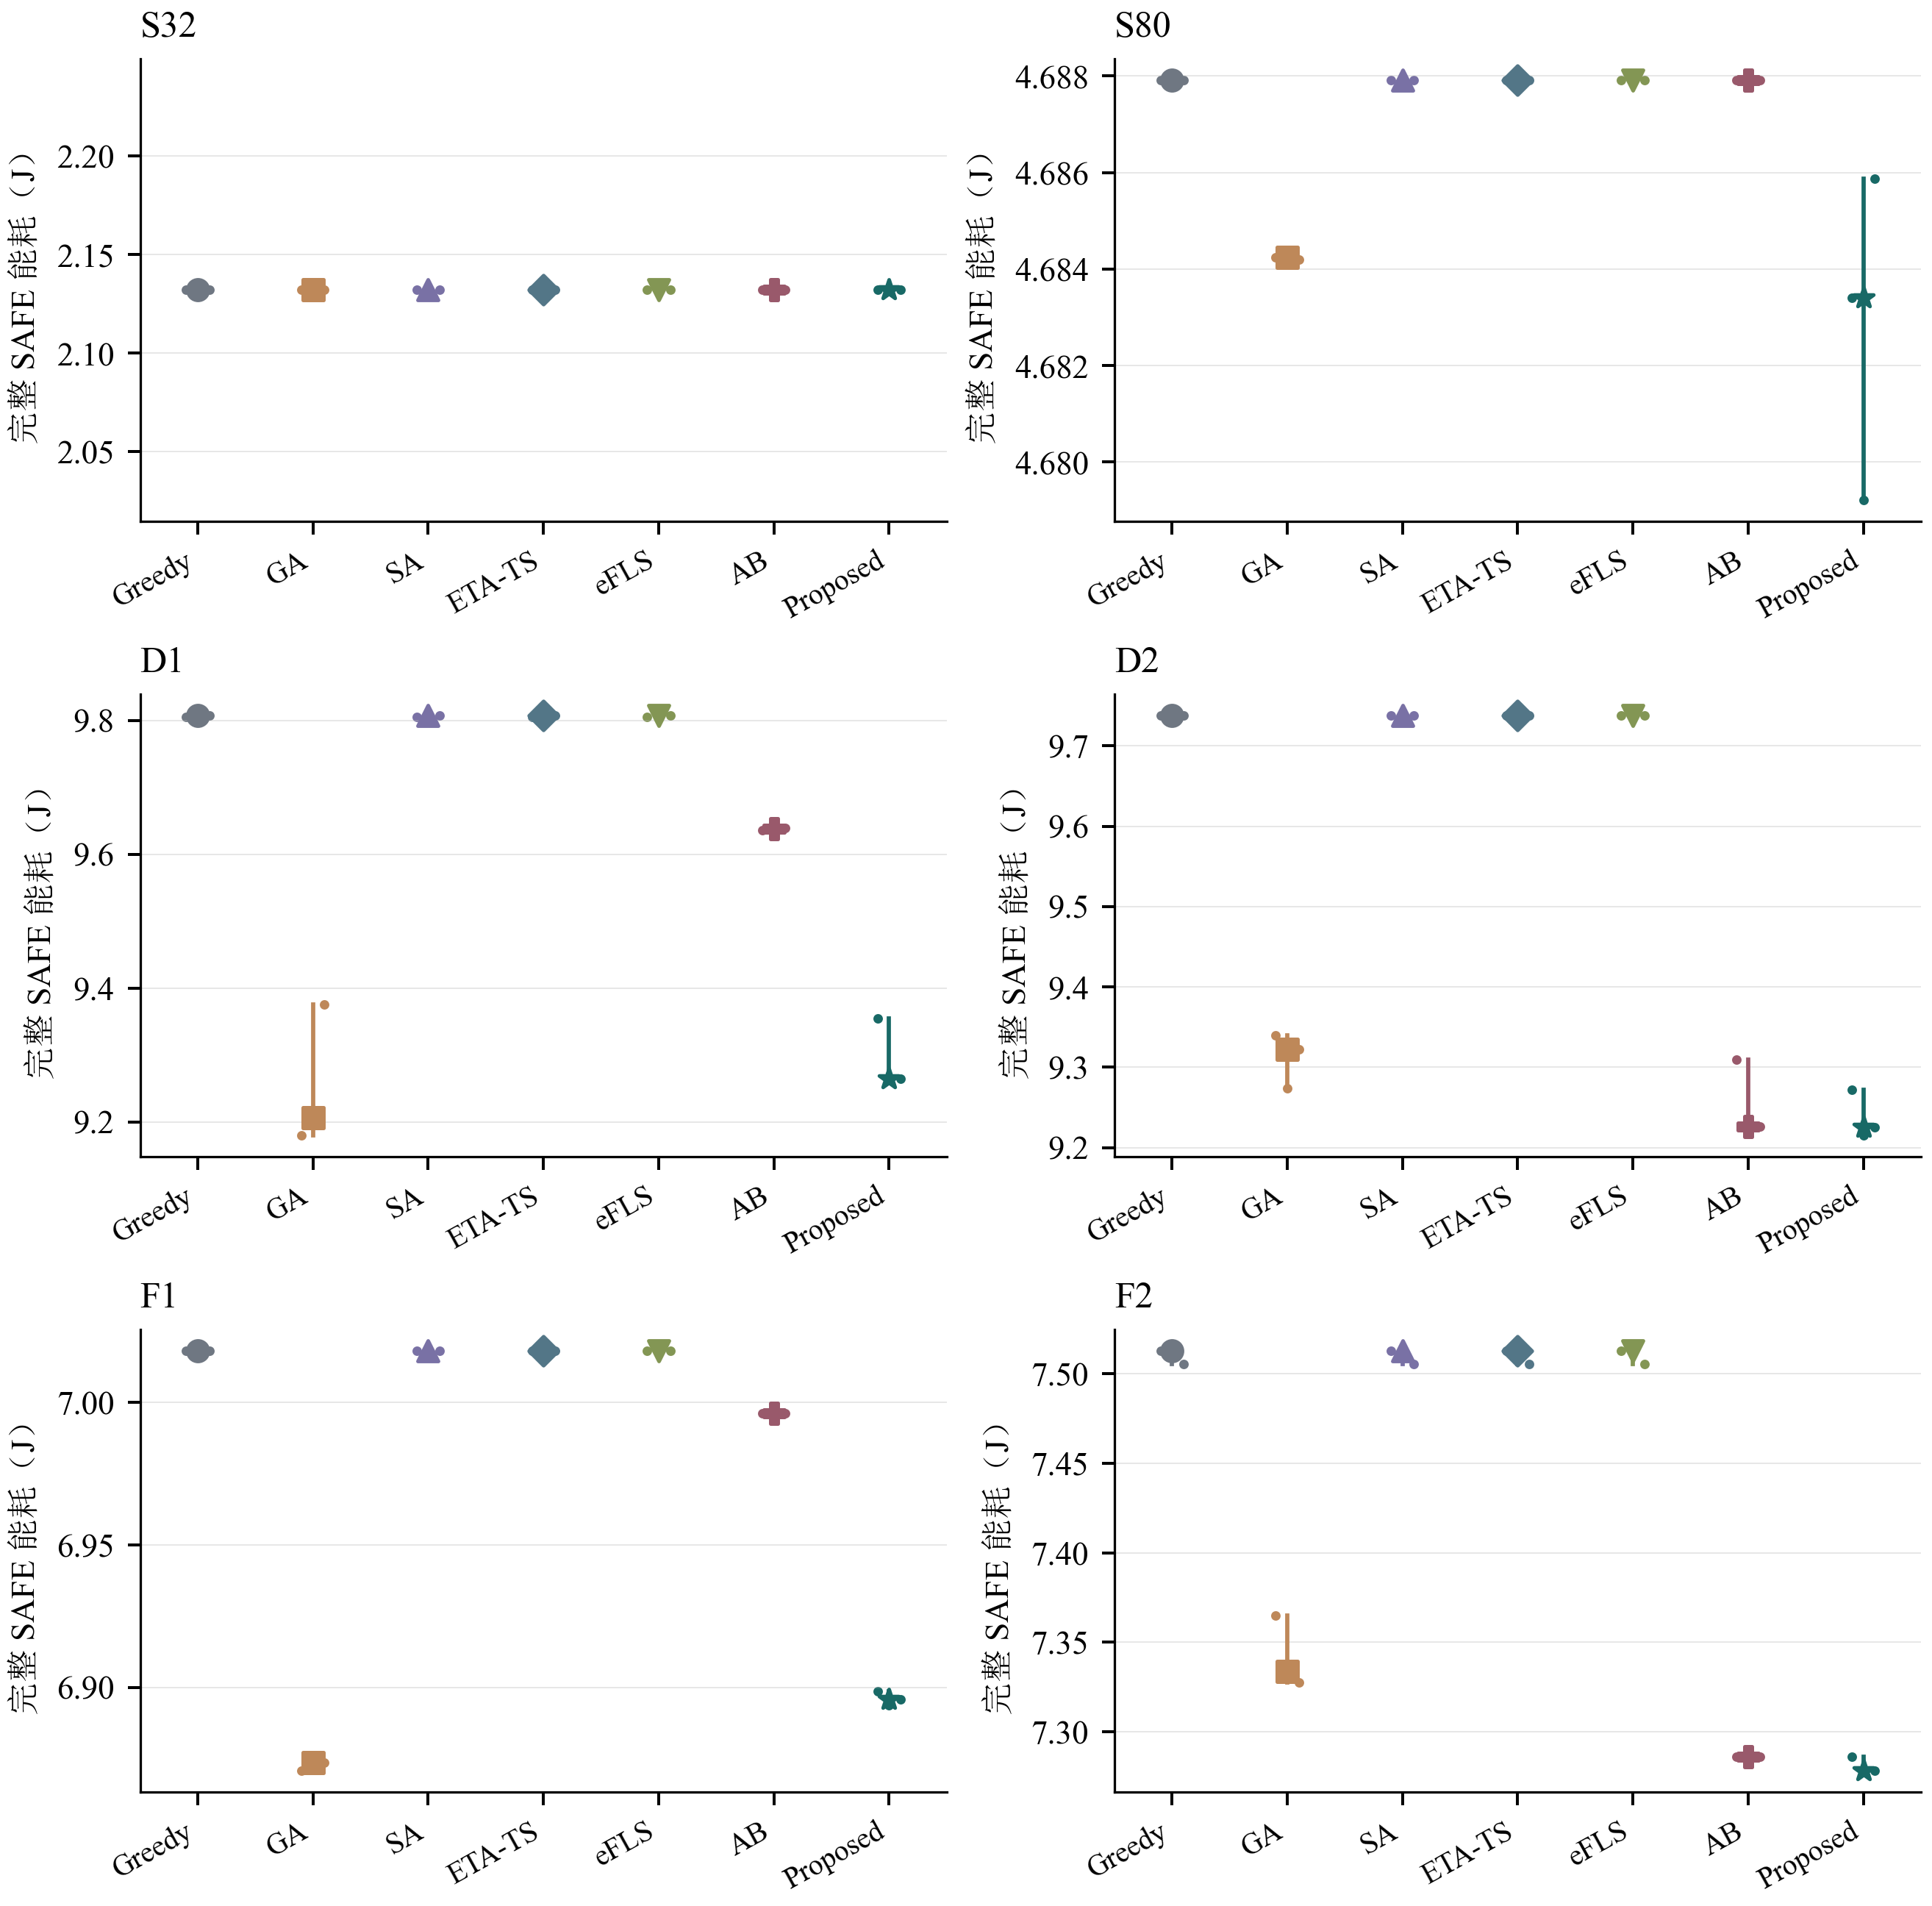 S32
完整 SAFE 能耗（J）
2.20
2.15
2.10
2.05
Greedy
GA
SA
ETA-TS
eFLS
AB
Proposed
S80
完整 SAFE 能耗（J）
4.688
4.686
4.684
4.682
4.680
Greedy
GA
SA
ETA-TS
eFLS
AB
Proposed
D1
完整 SAFE 能耗（J）
9.8
9.6
9.4
9.2
Greedy
GA
SA
ETA-TS
eFLS
AB
Proposed
D2
完整 SAFE 能耗（J）
9.7
9.6
9.5
9.4
9.3
9.2
Greedy
GA
SA
ETA-TS
eFLS
AB
Proposed
F1
完整 SAFE 能耗（J）
7.00
6.95
6.90
Greedy
GA
SA
ETA-TS
eFLS
AB
Proposed
F2
完整 SAFE 能耗（J）
7.50
7.45
7.40
7.35
7.30
Greedy
GA
SA
ETA-TS
eFLS
AB
Proposed